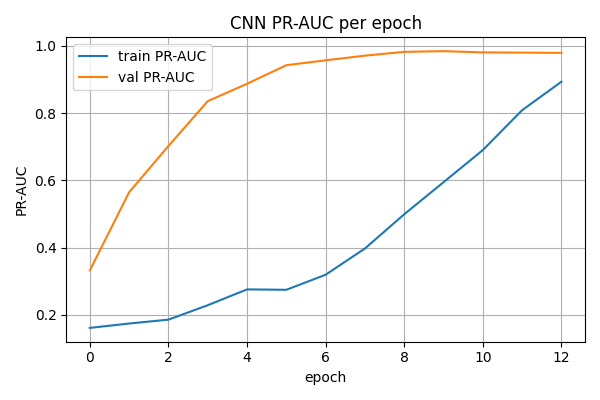 CNN PR-AUC per epoch
train PR-AUC
val PR-AUC
1.0
0.8
0.6
0.4
0.2
PR-AUC
0 2 4 6 8 10 12
epoch